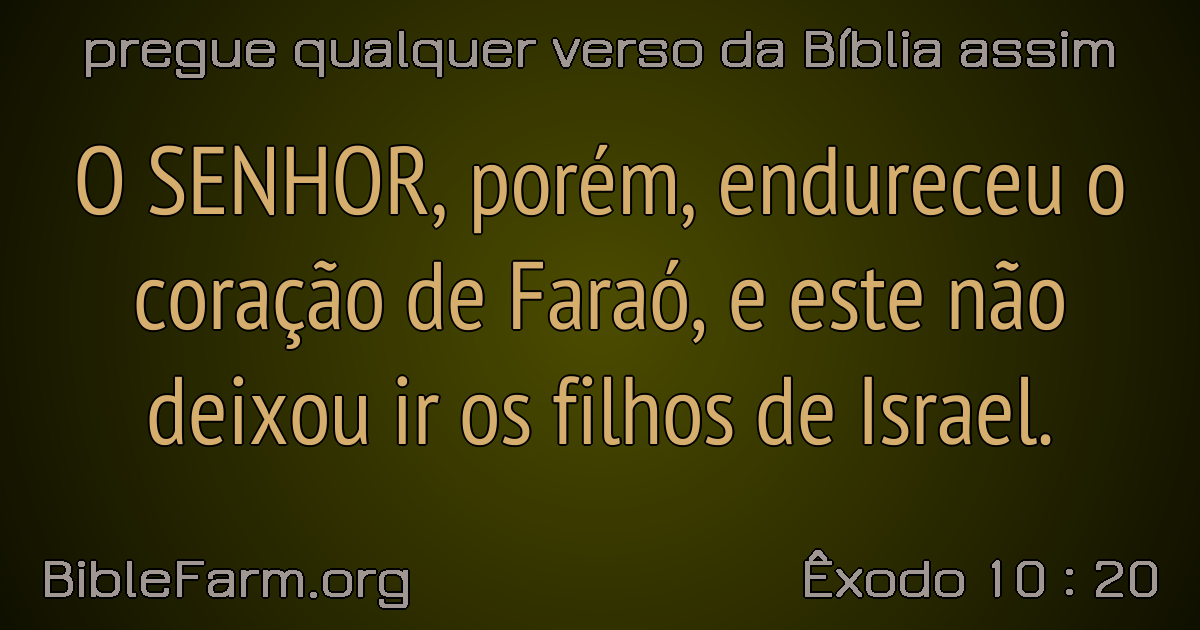 pregue qualquer verso da Bíblia assim
O SENHOR, porém, endureceu o
coração de Faraó, e este não
deixou ir os filhos de Israel.
BibleFarm.org
Êxodo 10 : 20